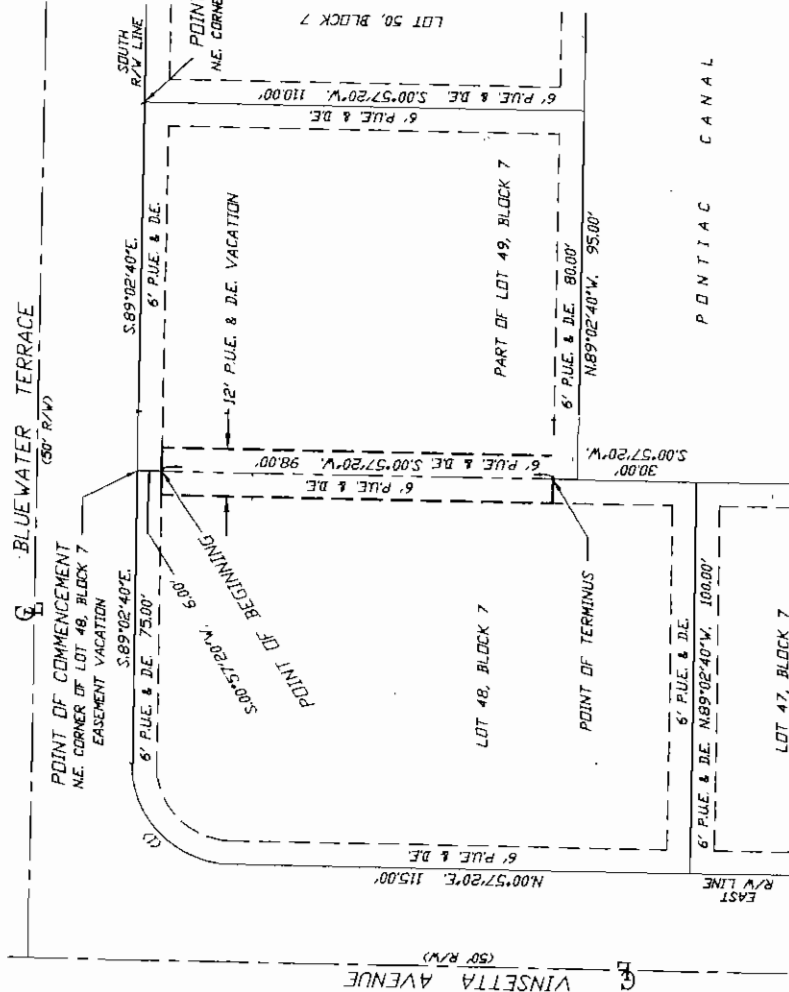 LOT 50, BLOCK 7
SOUTH
R/W LINE
POIN
N.E. CORNE
BLUEWATER TERRACE
(50' R/W)
POINT OF COMMENCEMENT
N.E. CORNER OF LOT 48, BLOCK 7
EASEMENT VACATION
S.89°02'40"E. 75.00'
6' P.U.E. & D.E.
S.89°02'40"E.
6' P.U.E. & D.E.
6' P.U.E. & D.E. S.00°57'20"W. 110.00'
6' P.U.E. & D.E.
12' P.U.E. & D.E. VACATION
S.00°57'20"W. 6.00'
POINT OF BEGINNING
6' P.U.E. & D.E. S.00°57'20"W. 98.00'
6' P.U.E. & D.E.
PART OF LOT 49, BLOCK 7
6' P.U.E. & D.E. 80.00'
N.89°02'40"W. 95.00'
S.00°57'20"W.
30.00'
PONTIAC CANAL
(1)
LOT 48, BLOCK 7
POINT OF TERMINUS
6' P.U.E. & D.E.
6' P.U.E. & D.E. N.89°02'40"W. 100.00'
LOT 47, BLOCK 7
6' P.U.E. & D.E.
N.00°57'20"E. 115.00'
EAST
R/W LINE
(50' R/W)
VINSETTA AVENUE